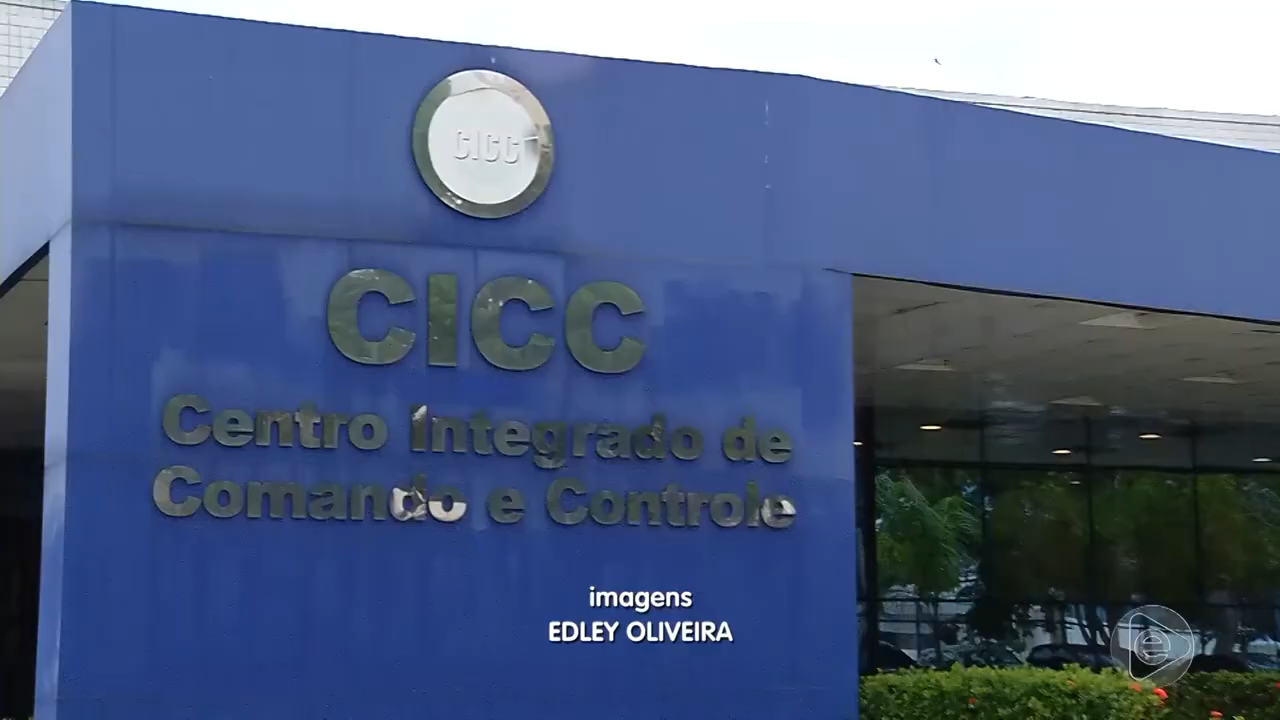 CICC
CICC
Centro Integrado de
Comando e Controle
imagens
EDLEY OLIVEIRA
e